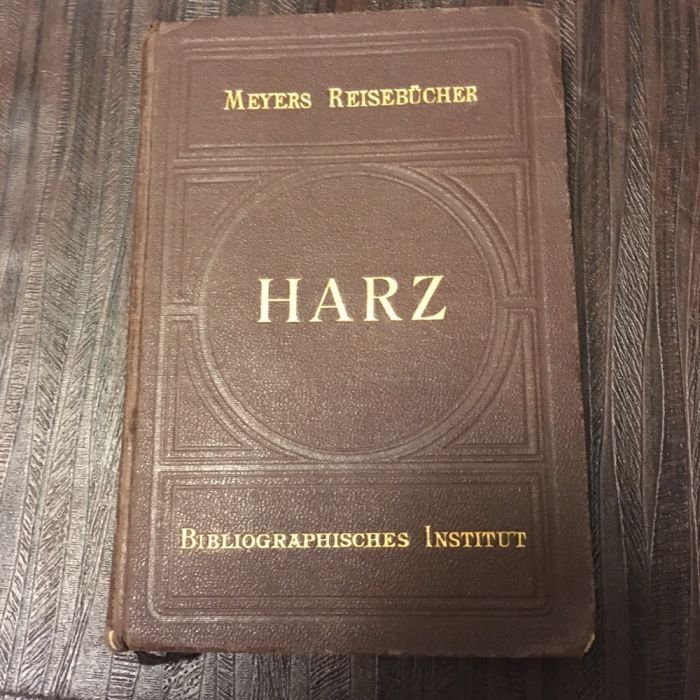 MEYERS REISEBÜCHER
HARZ
BIBLIOGRAPHISCHES INSTITUT